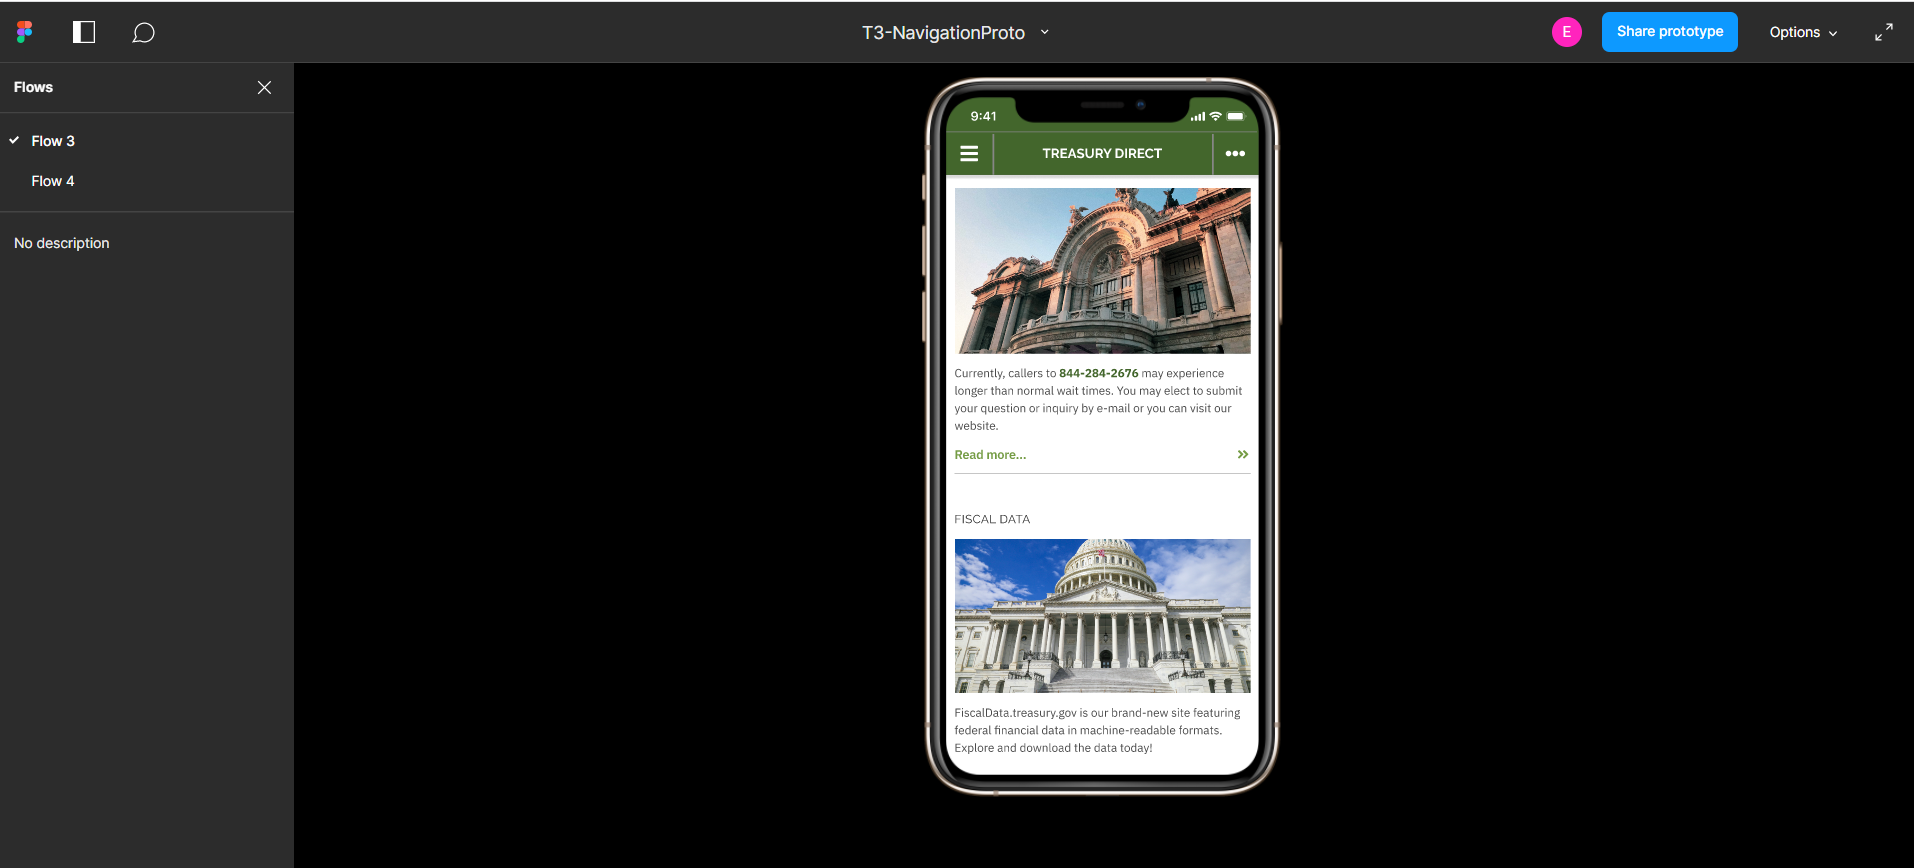 T3-NavigationProto
E
Share prototype
Options
Flows
Flow 3
Flow 4
No description
9:41
TREASURY DIRECT
Currently, callers to 844-284-2676 may experience
longer than normal wait times. You may elect to submit
your question or inquiry by e-mail or you can visit our
website.
Read more...
FISCAL DATA
FiscalData.treasury.gov is our brand-new site featuring
federal financial data in machine-readable formats.
Explore and download the data today!